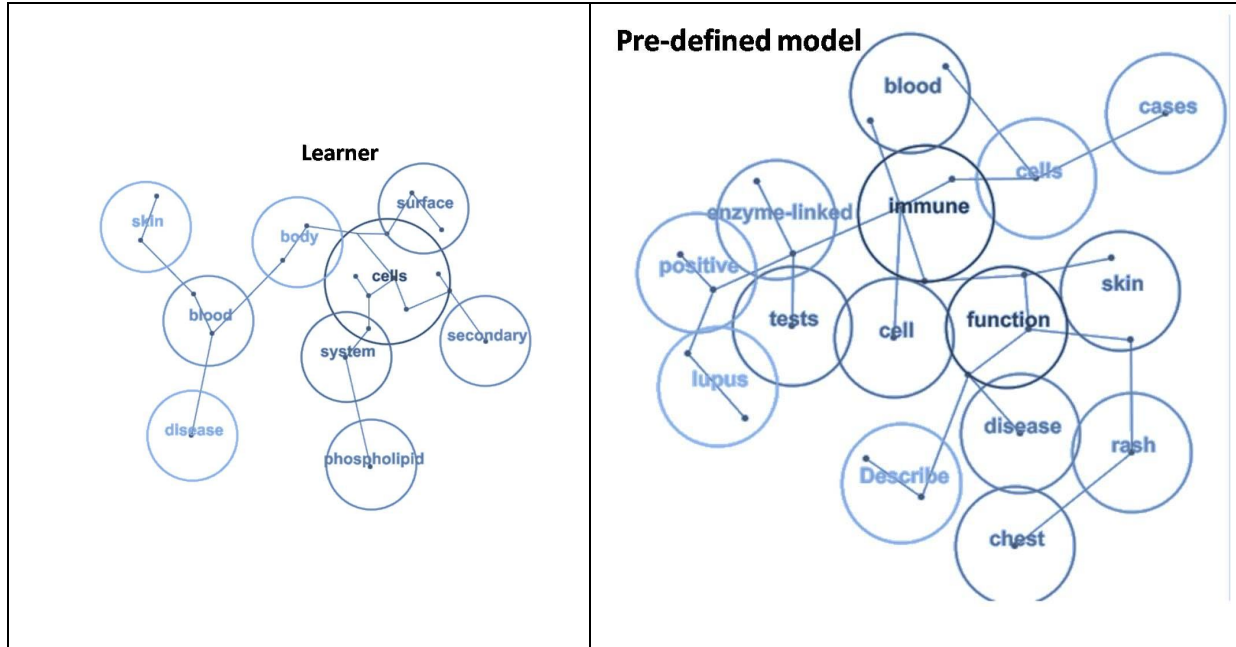 Learner
surface
skin
body
cells
blood
secondary
system
disease
phospholipid
Pre-defined model
blood
cases
cells
immune
enzyme-linked
positive
skin
tests
cell
function
lupus
disease
rash
Describe
chest